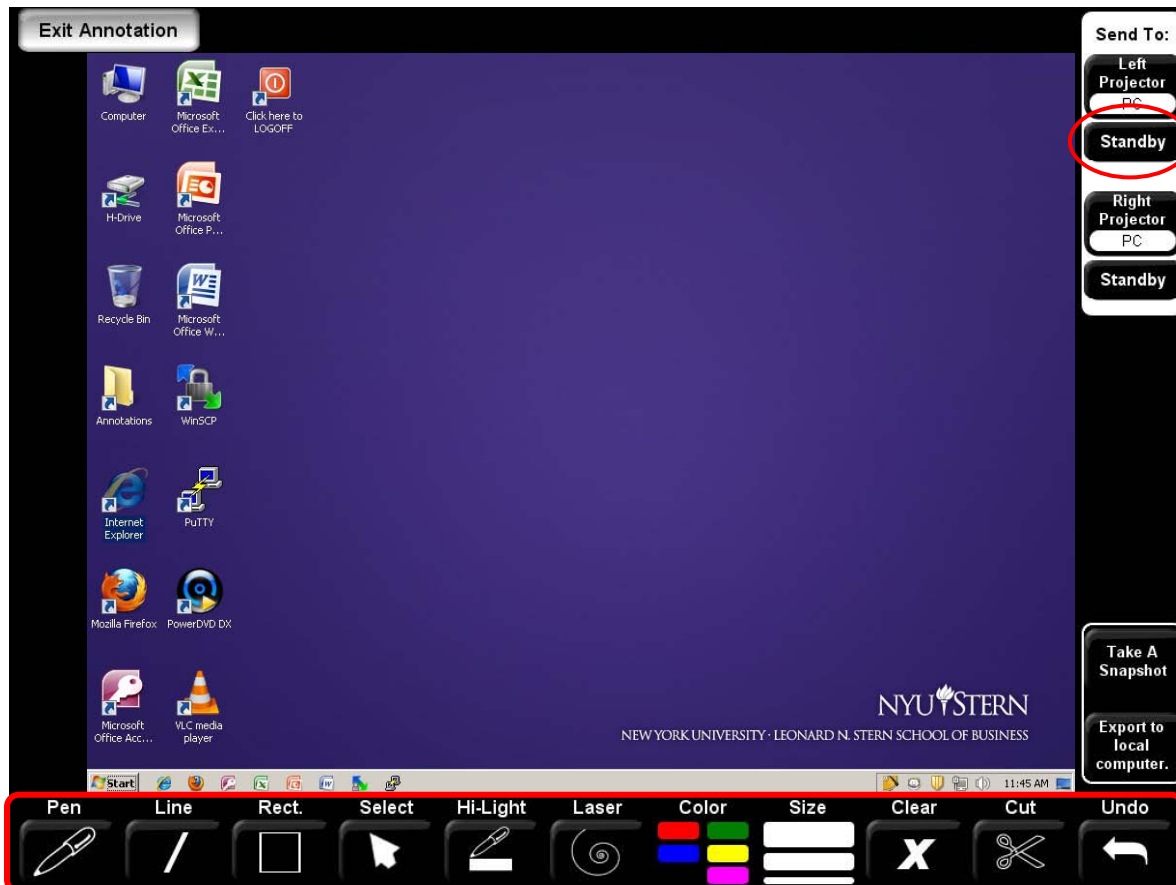 Exit Annotation
Send To:
Left
Projector
PC
Standby
Right
Projector
PC
Standby
Computer
Microsoft
Office Ex...
Click here to
LOGOFF
H-Drive
Microsoft
Office P...
Recycle Bin
Microsoft
Office W...
Annotations
WinSCP
Internet
Explorer
PuTTY
Mozilla Firefox
PowerDVD DX
Microsoft
Office Acc...
VLC media
player
NYU STERN
NEW YORK UNIVERSITY · LEONARD N. STERN SCHOOL OF BUSINESS
Take A
Snapshot
Export to
local
computer.
Start
11:45 AM
Pen
Line
Rect.
Select
Hi-Light
Laser
Color
Size
Clear
Cut
Undo